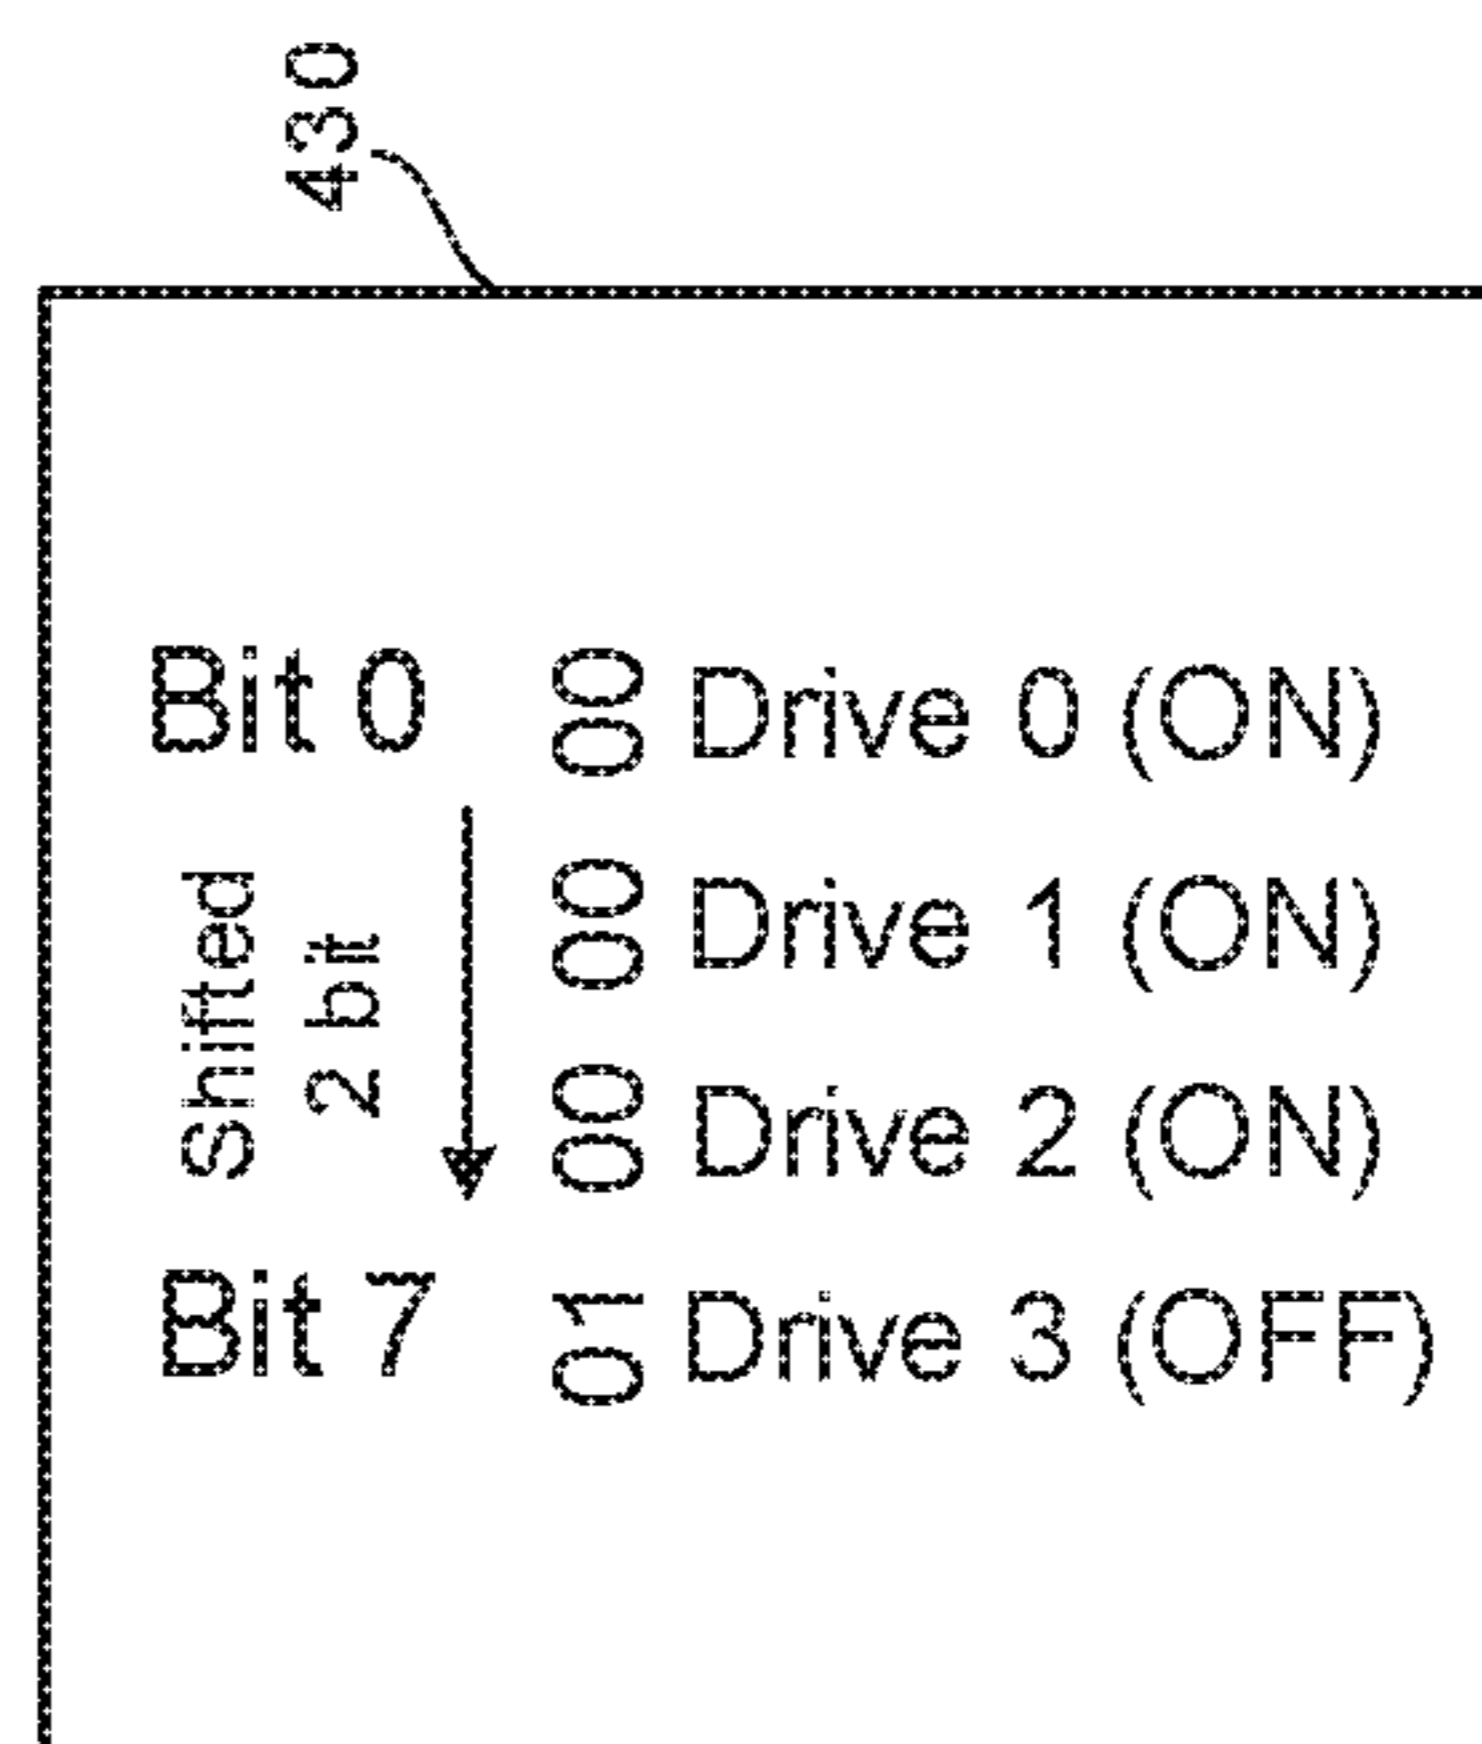 430
Bit 0 00 Drive 0 (ON)
Shifted
2 bit
00 Drive 1 (ON)
00 Drive 2 (ON)
Bit 7 01 Drive 3 (OFF)